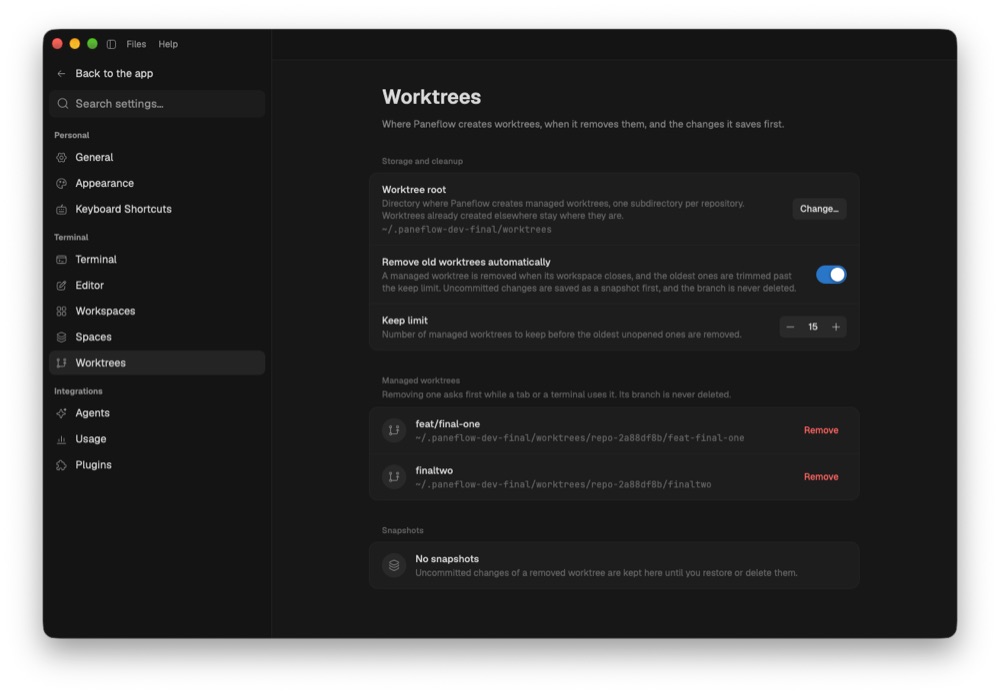 Files Help
Back to the app
Search settings...
Personal
General
Appearance
Keyboard Shortcuts
Terminal
Terminal
Editor
Workspaces
Spaces
Worktrees
Integrations
Agents
Usage
Plugins
Worktrees
Where Paneflow creates worktrees, when it removes them, and the changes it saves first.
Storage and cleanup
Worktree root
Directory where Paneflow creates managed worktrees, one subdirectory per repository.
Worktrees already created elsewhere stay where they are.
~/.paneflow-dev-final/worktrees
Change...
Remove old worktrees automatically
A managed worktree is removed when its workspace closes, and the oldest ones are trimmed past
the keep limit. Uncommitted changes are saved as a snapshot first, and the branch is never deleted.
Keep limit
Number of managed worktrees to keep before the oldest unopened ones are removed.
− 15 +
Managed worktrees
Removing one asks first while a tab or a terminal uses it. Its branch is never deleted.
feat/final-one
~/.paneflow-dev-final/worktrees/repo-2a88df8b/feat-final-one
Remove
finaltwo
~/.paneflow-dev-final/worktrees/repo-2a88df8b/finaltwo
Remove
Snapshots
No snapshots
Uncommitted changes of a removed worktree are kept here until you restore or delete them.